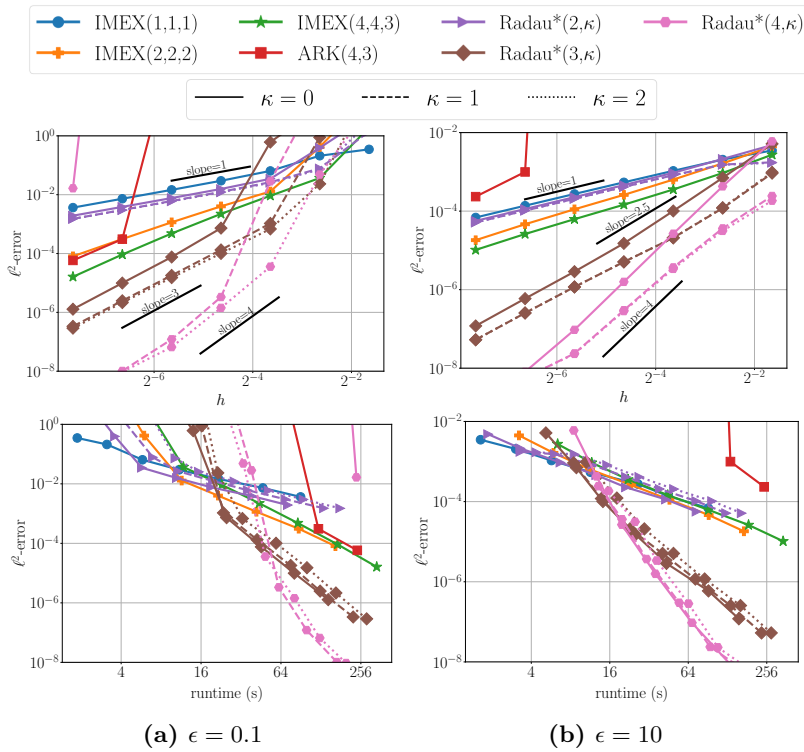 IMEX(1,1,1) IMEX(4,4,3) Radau*(2,κ) Radau*(4,κ)
IMEX(2,2,2) ARK(4,3) Radau*(3,κ)
κ = 0 κ = 1 κ = 2
10⁰
10⁻²
10⁻⁴
10⁻⁶
10⁻⁸
ℓ²-error
slope=1
slope=3
slope=4
2⁻⁶ 2⁻⁴ 2⁻²
h
10⁻²
10⁻⁴
10⁻⁶
10⁻⁸
ℓ²-error
slope=1
slope=2.5
slope=4
2⁻⁶ 2⁻⁴ 2⁻²
h
10⁰
10⁻²
10⁻⁴
10⁻⁶
10⁻⁸
ℓ²-error
4 16 64 256
runtime (s)
10⁻²
10⁻⁴
10⁻⁶
10⁻⁸
ℓ²-error
4 16 64 256
runtime (s)
(a) ϵ = 0.1
(b) ϵ = 10